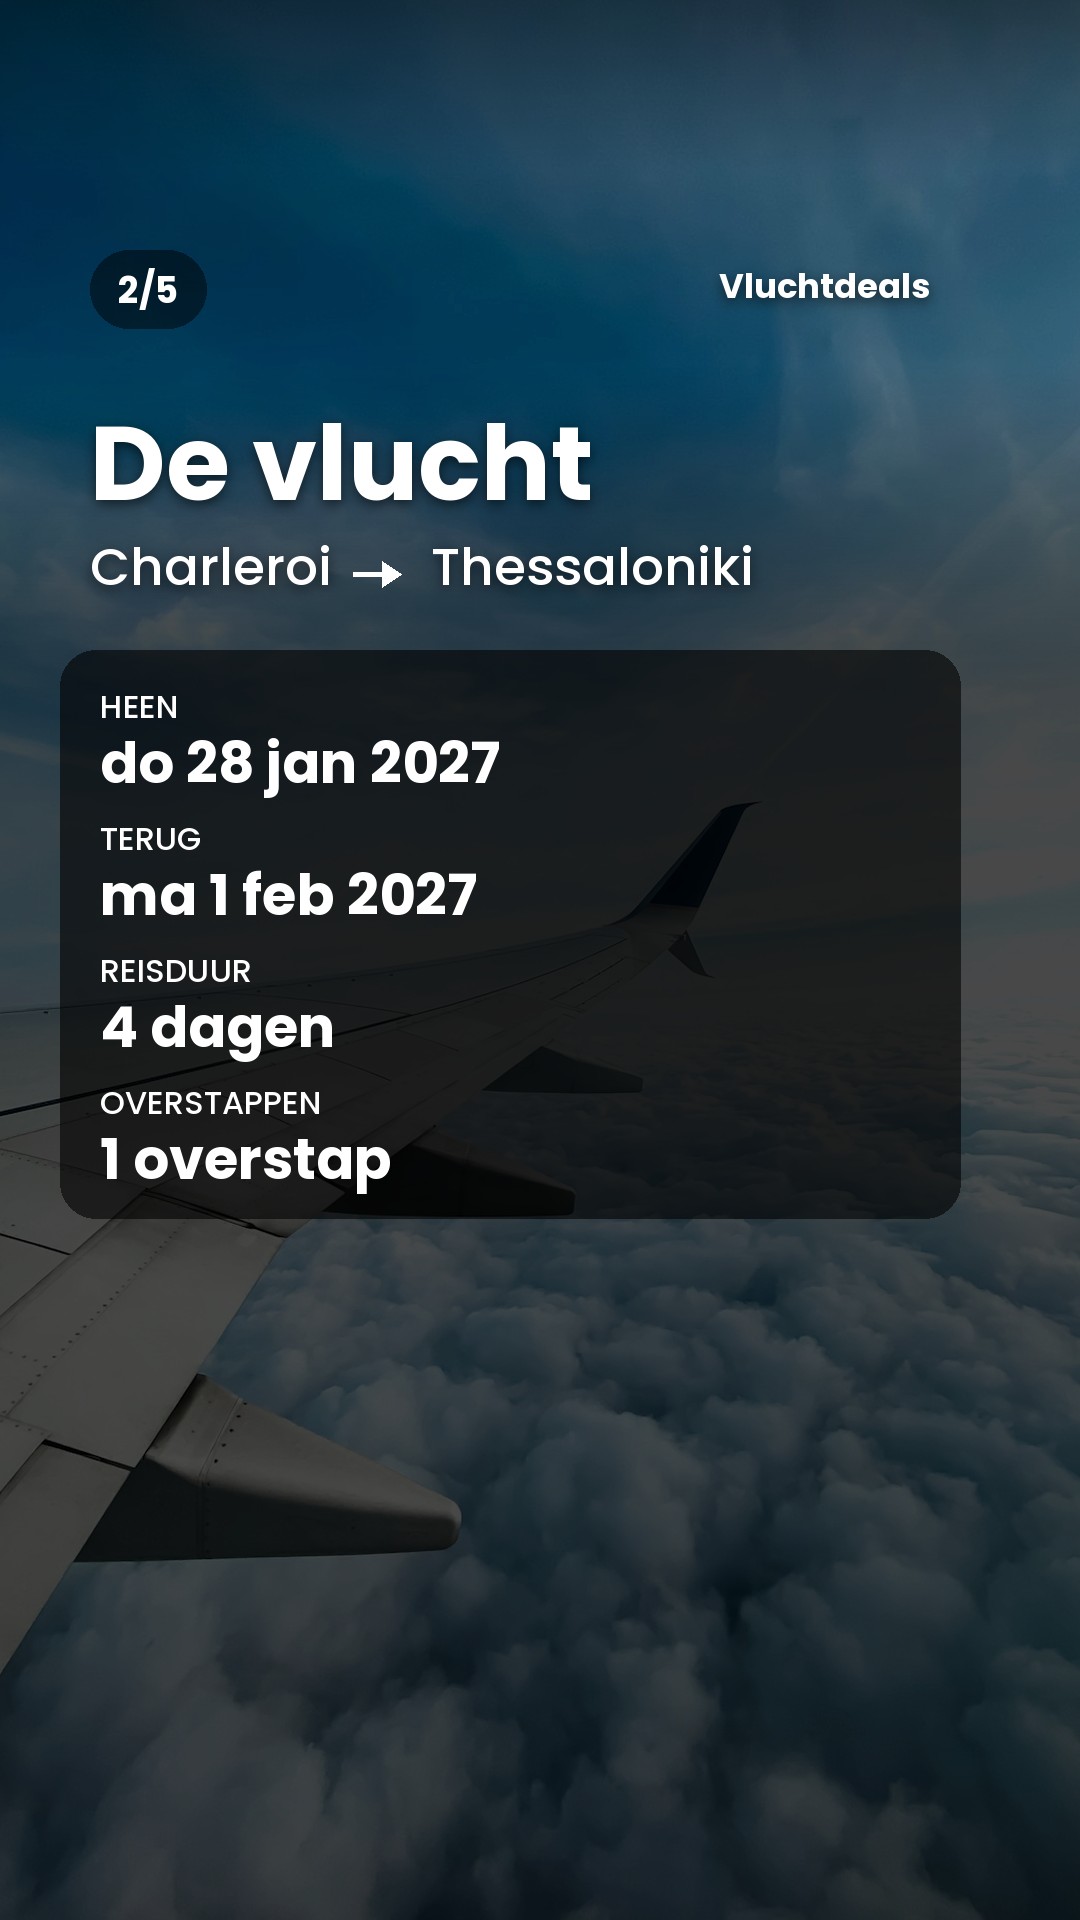 2/5
Vluchtdeals
De vlucht
Charleroi → Thessaloniki
HEEN
do 28 jan 2027
TERUG
ma 1 feb 2027
REISDUUR
4 dagen
OVERSTAPPEN
1 overstap